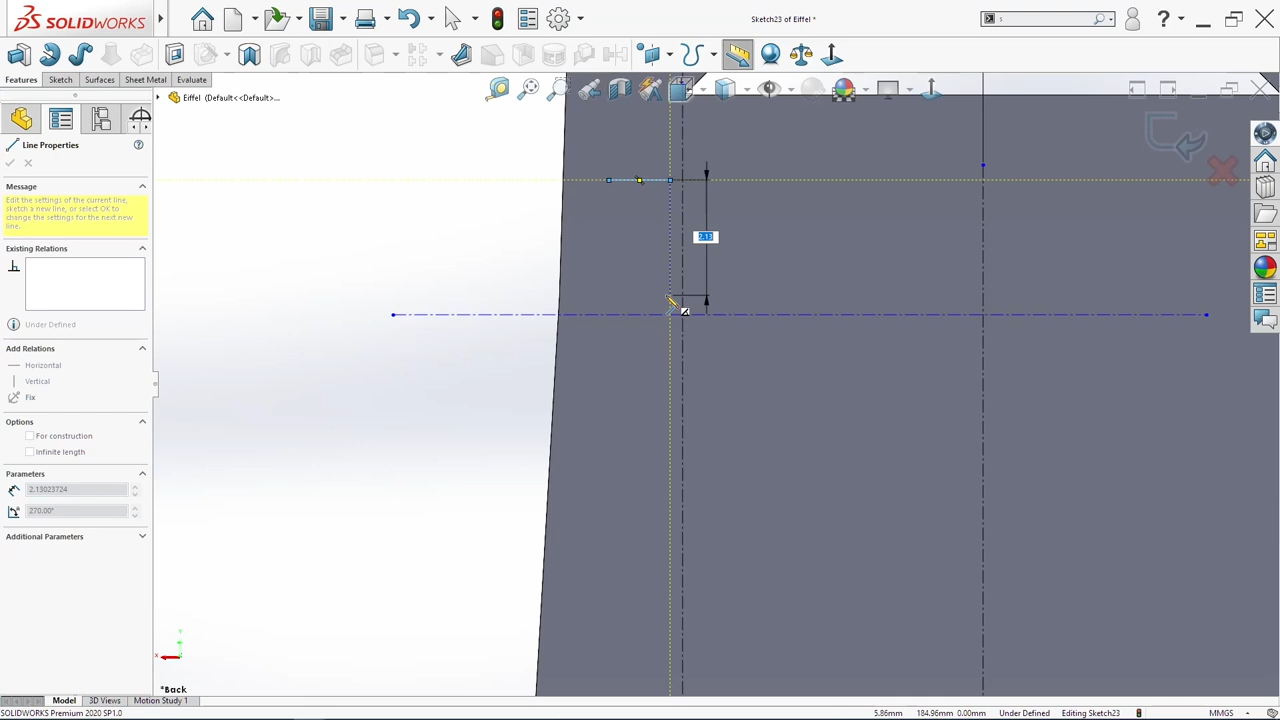 SOLIDWORKS
Sketch23 of Eiffel *
s
?
Features
Sketch
Surfaces
Sheet Metal
Evaluate
Eiffel (Default<<Default>...
Line Properties
Message
Edit the settings of the current line, sketch a new line, or select OK to change the settings for the next new line.
Existing Relations
Under Defined
Add Relations
Horizontal
Vertical
Fix
Options
For construction
Infinite length
Parameters
2.13023724
270.00°
Additional Parameters
2.13
Y
X
*Back
Model
3D Views
Motion Study 1
SOLIDWORKS Premium 2020 SP1.0
5.86mm
184.96mm 0.00mm
Under Defined
Editing Sketch23
MMGS